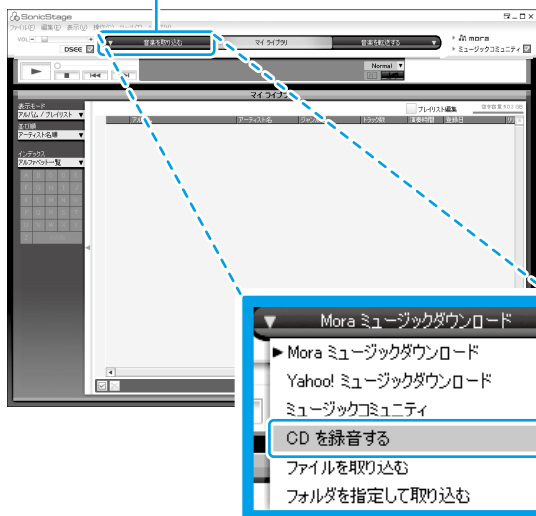 SonicStage
ファイル(F) 編集(E) 表示(V)
VOL
DSEE
音楽を取り込む マイ ライブラリ 音楽を転送する
mora
ミュージックコミュニティ
Normal
マイ ライブラリ
表示モード
アルバム / プレイリスト
並び順
アーティスト名順
インデックス
アルファベット一覧
プレイリスト編集
アーティスト名 トラック数 演奏時間 登録日
Mora ミュージックダウンロード
Mora ミュージックダウンロード
Yahoo! ミュージックダウンロード
ミュージックコミュニティ
CD を録音する
ファイルを取り込む
フォルダを指定して取り込む